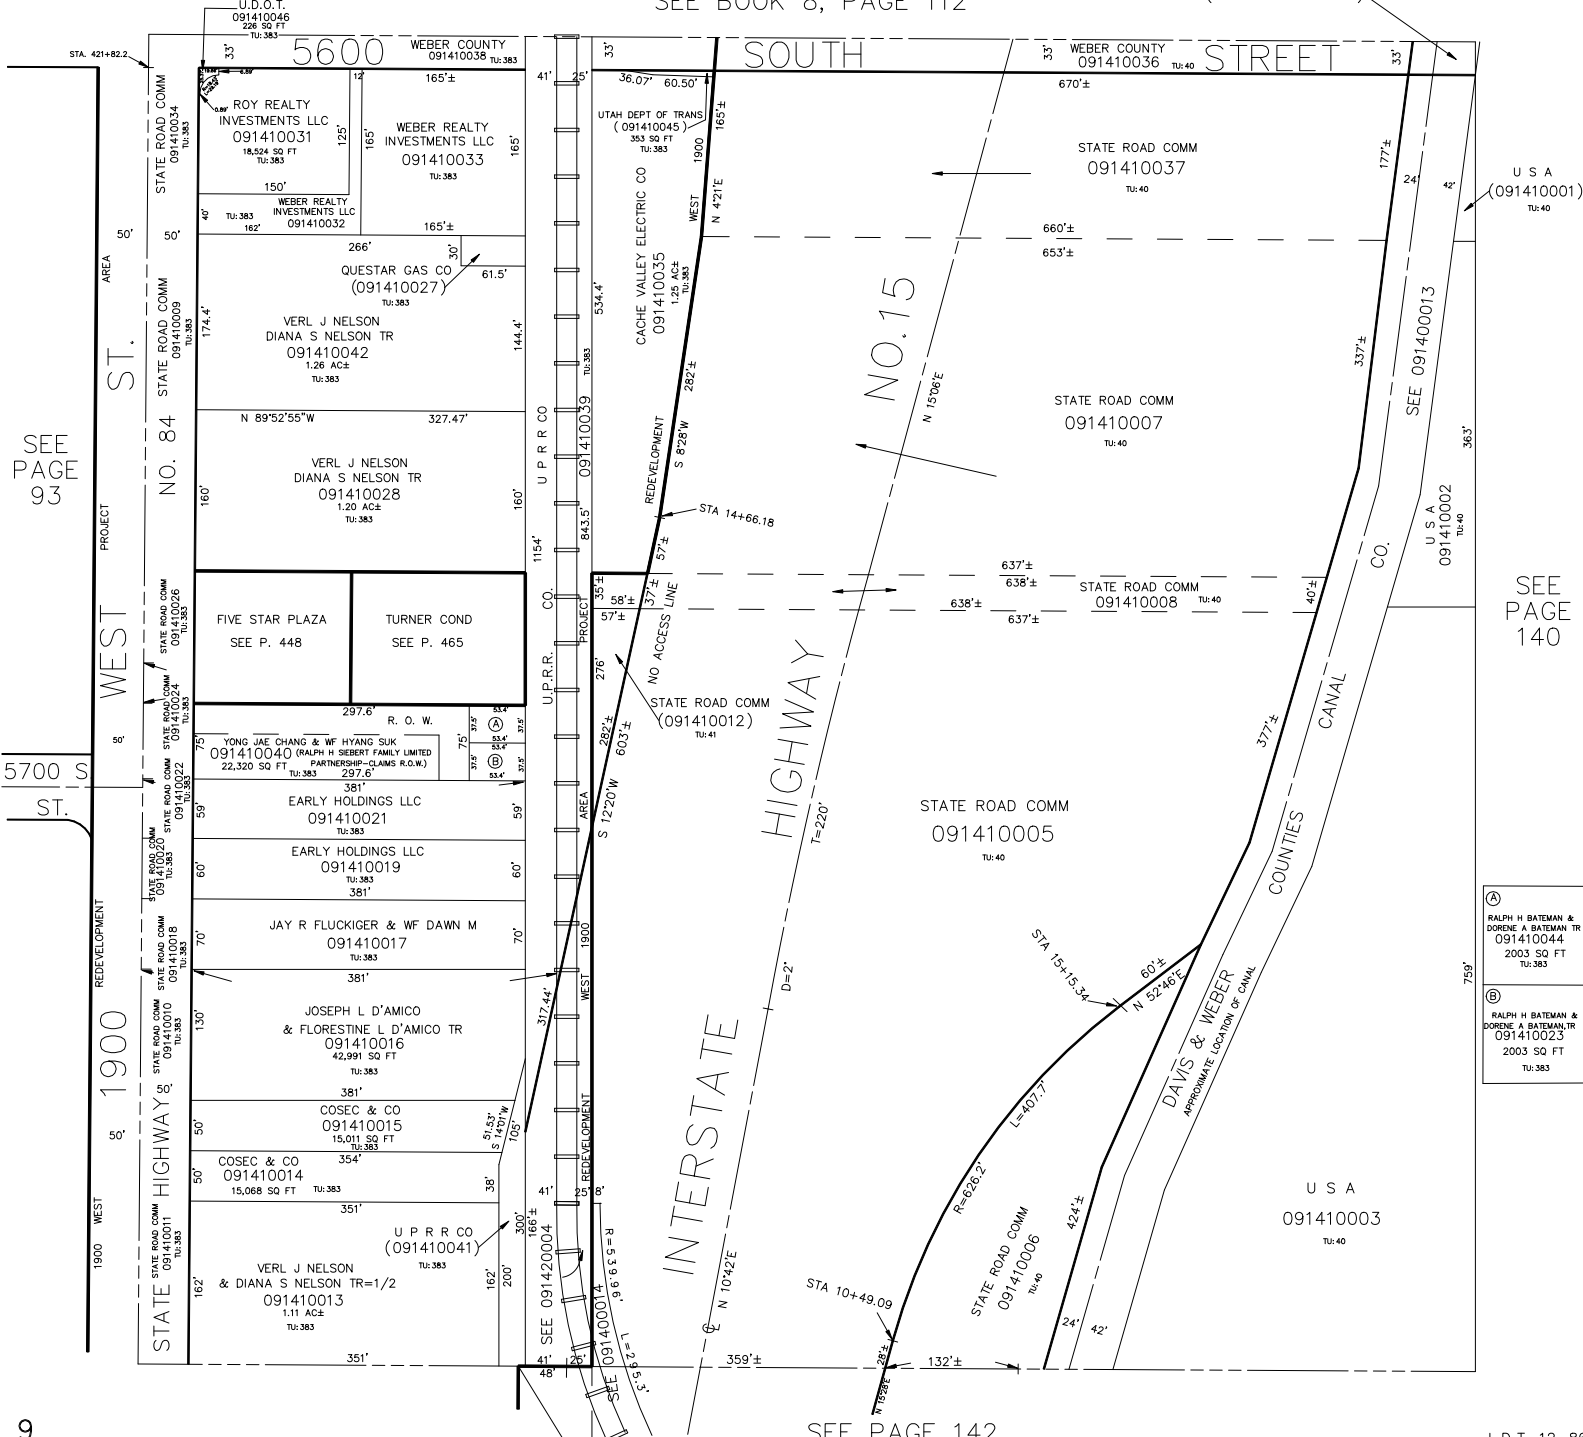 SEE BOOK 8, PAGE 112
U.D.O.T.
091410046
226 SQ FT
TU: 383
STA. 421+82.2
33'
5600
WEBER COUNTY
091410038 TU: 383
33'
SOUTH
33'
WEBER COUNTY
091410036 TU: 40
STREET
33'
6.89'
0.89'
12'
165'±
41'
25'
36.07'
60.50'
670'±
STATE ROAD COMM
091410034
TU: 383
ROY REALTY
INVESTMENTS LLC
091410031
18,524 SQ FT
TU: 383
125'
150'
165'
WEBER REALTY
INVESTMENTS LLC
091410033
TU: 383
165'
UTAH DEPT OF TRANS
(091410045)
353 SQ FT
TU: 383
165'±
1900
WEST
N 4°21'E
STATE ROAD COMM
091410037
TU: 40
177'±
24'
42'
U S A
(091410001)
TU: 40
WEBER REALTY
INVESTMENTS LLC
091410032
TU: 383
40'
162'
165'±
50'
50'
660'±
653'±
266'
30'
61.5'
QUESTAR GAS CO
(091410027)
TU: 383
AREA
STATE ROAD COMM
091410009
TU: 383
174.4'
VERL J NELSON
DIANA S NELSON TR
091410042
1.26 AC±
TU: 383
144.4'
534.4'
TU: 383
CACHE VALLEY ELECTRIC CO
091410035
1.25 AC±
TU: 383
282'±
S 8°28'W
REDEVELOPMENT
NO. 15
N 15°06'E
STATE ROAD COMM
091410007
TU: 40
337'±
SEE 091400013
363'
U S A
091410002
TU: 40
N 89°52'55"W
327.47'
VERL J NELSON
DIANA S NELSON TR
091410028
1.20 AC±
TU: 383
160'
160'
U P R R CO
091410039
843.5'
1154'
STA 14+66.18
57'±
SEE
PAGE
93
ST.
NO. 84
PROJECT
637'±
638'±
STATE ROAD COMM
091410008 TU: 40
638'±
637'±
40'±
CO.
SEE
PAGE
140
STATE ROAD COMM
091410026
TU: 383
FIVE STAR PLAZA
SEE P. 448
TURNER COND
SEE P. 465
CO.
U.P.R.R.
PROJECT
35'±
58'±
57'±
37'±
276'
NO ACCESS LINE
WEST
STATE ROAD COMM
(091410012)
TU: 41
282'±
603'±
S 12°20'W
STATE ROAD COMM
091410024
TU: 383
297.6'
R. O. W.
75'
YONG JAE CHANG & WF HYANG SUK
091410040 (RALPH H SIEBERT FAMILY LIMITED
22,320 SQ FT PARTNERSHIP-CLAIMS R.O.W.)
TU: 383 297.6'
75'
37.5'
53.4'
A
37.5'
53.4'
53.4'
37.5'
B
37.5'
53.4'
50'
5700 S
ST.
STATE ROAD COMM
091410022
TU: 383
381'
59'
EARLY HOLDINGS LLC
091410021
TU: 383
59'
AREA
STATE ROAD COMM
091410020
TU: 383
60'
EARLY HOLDINGS LLC
091410019
TU: 383
381'
60'
HIGHWAY
T=220'
STATE ROAD COMM
091410005
TU: 40
377'±
CANAL
COUNTIES
REDEVELOPMENT
STATE ROAD COMM
091410018
TU: 383
70'
JAY R FLUCKIGER & WF DAWN M
091410017
TU: 383
70'
381'
1900
WEST
D=2°
STA 15+15.34
60'±
N 52°46'E
A
RALPH H BATEMAN &
DORENE A BATEMAN TR
091410044
2003 SQ FT
TU: 383
B
RALPH H BATEMAN &
DORENE A BATEMAN,TR
091410023
2003 SQ FT
TU: 383
759'
1900
STATE ROAD COMM
091410010
TU: 383
130'
JOSEPH L D'AMICO
& FLORESTINE L D'AMICO TR
091410016
42,991 SQ FT
TU: 383
381'
317.44'
INTERSTATE
L=407.7'
R=626.2'
DAVIS & WEBER
APPROXIMATE LOCATION OF CANAL
50'
50'
HIGHWAY
50'
COSEC & CO
091410015
15,011 SQ FT
TU: 383
354'
51.53'
S 14°01'W
105'
50'
COSEC & CO
091410014
15,068 SQ FT TU: 383
351'
38'
REDEVELOPMENT
41'
25'
8'
WEST
1900
STATE
STATE ROAD COMM
091410011
TU: 383
162'
VERL J NELSON
& DIANA S NELSON TR=1/2
091410013
1.11 AC±
TU: 383
351'
U P R R CO
(091410041)
TU: 383
162'
200'
300'
166'±
SEE 091420004
R=539.96'
L=295.3'
SEE 091400014
41'
25'
48'
N 10°42'E
359'±
STA 10+49.09
28'±
N 15°28'E
132'±
STATE ROAD COMM
091410006
TU: 40
424'±
24'
42'
U S A
091410003
TU: 40
9
SEE PAGE 142